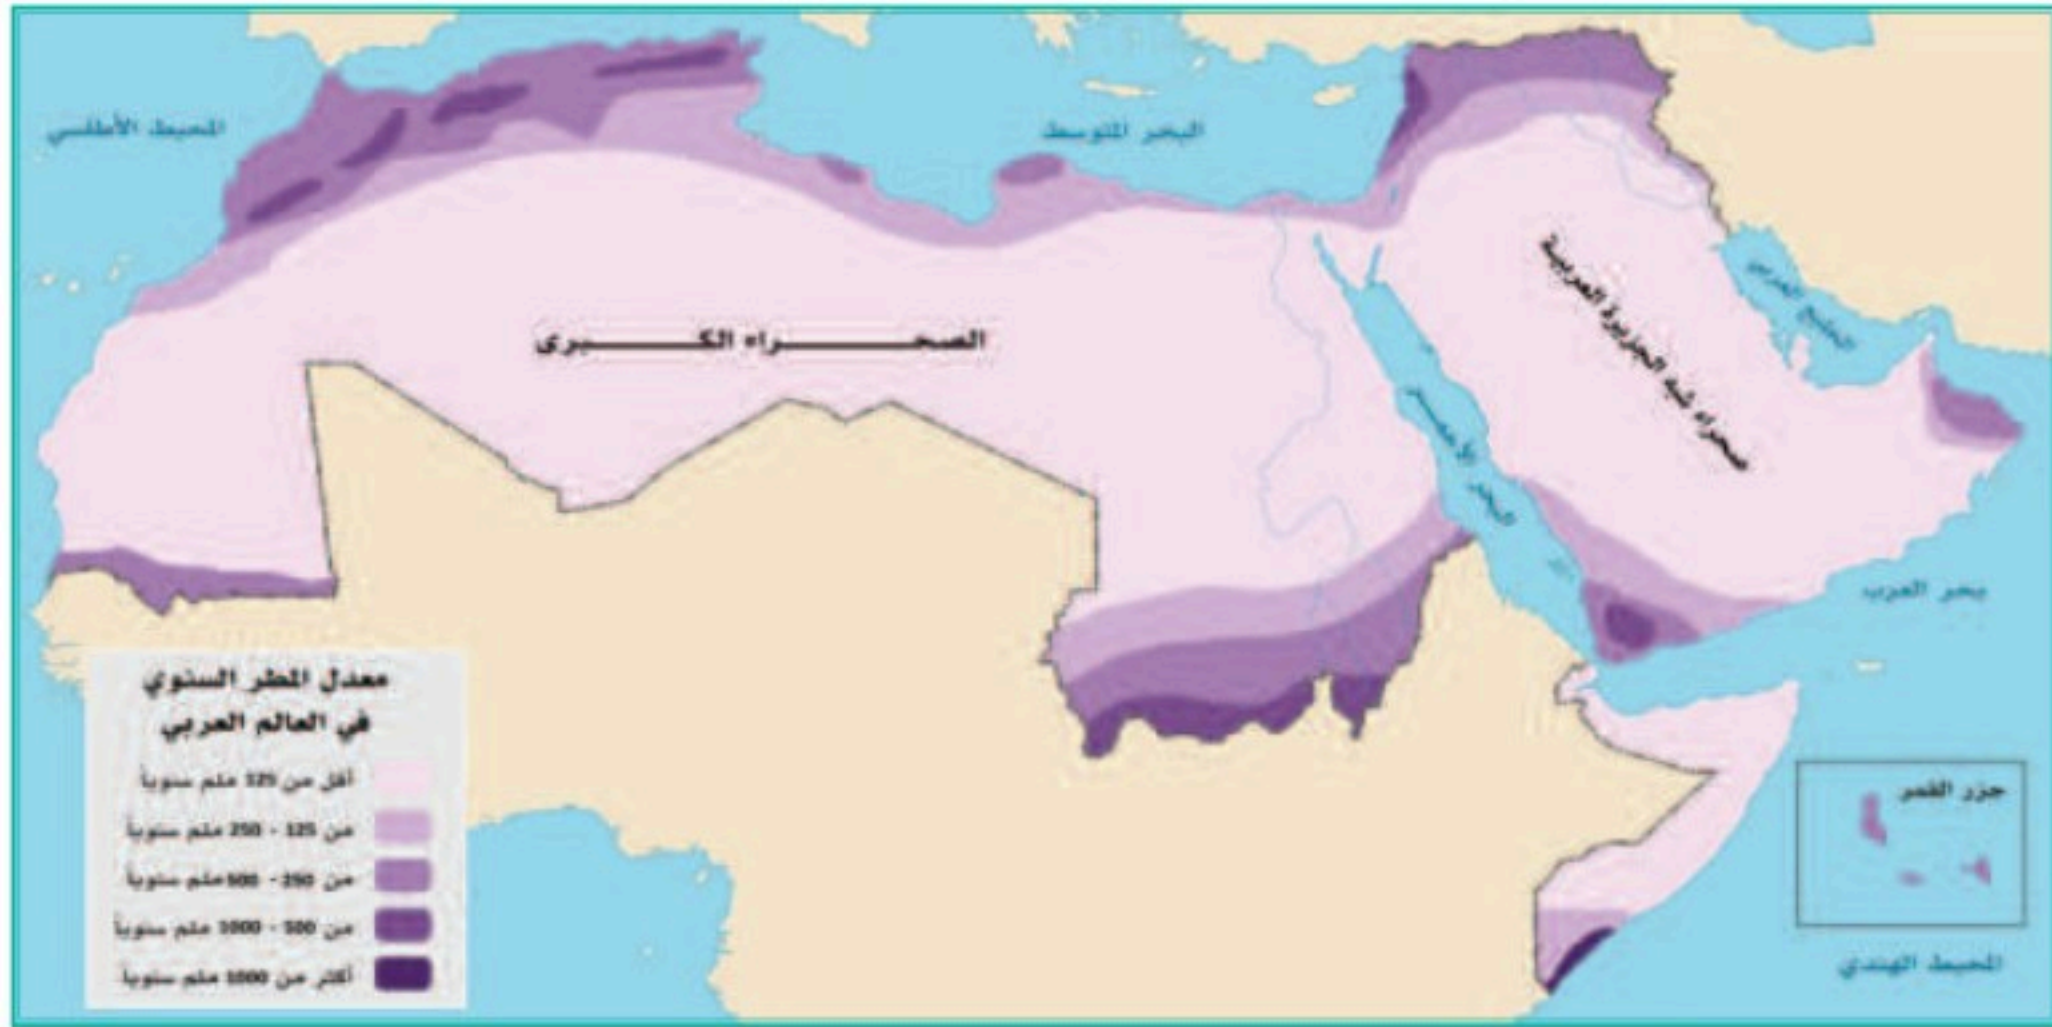 المحيط الأطلسي
البحر المتوسط
الخليج العربي
صحراء شبه الجزيرة العربية
الصحـــــراء الكـــــبرى
البحر الأحمـــر
بحر العرب
جزر القمر
المحيط الهندي
معدل المطر السنوي
في العالم العربي
أقل من 125 ملم سنوياً
من 125 - 250 ملم سنوياً
من 250 - 500 ملم سنوياً
من 500 - 1000 ملم سنوياً
أكثر من 1000 ملم سنوياً